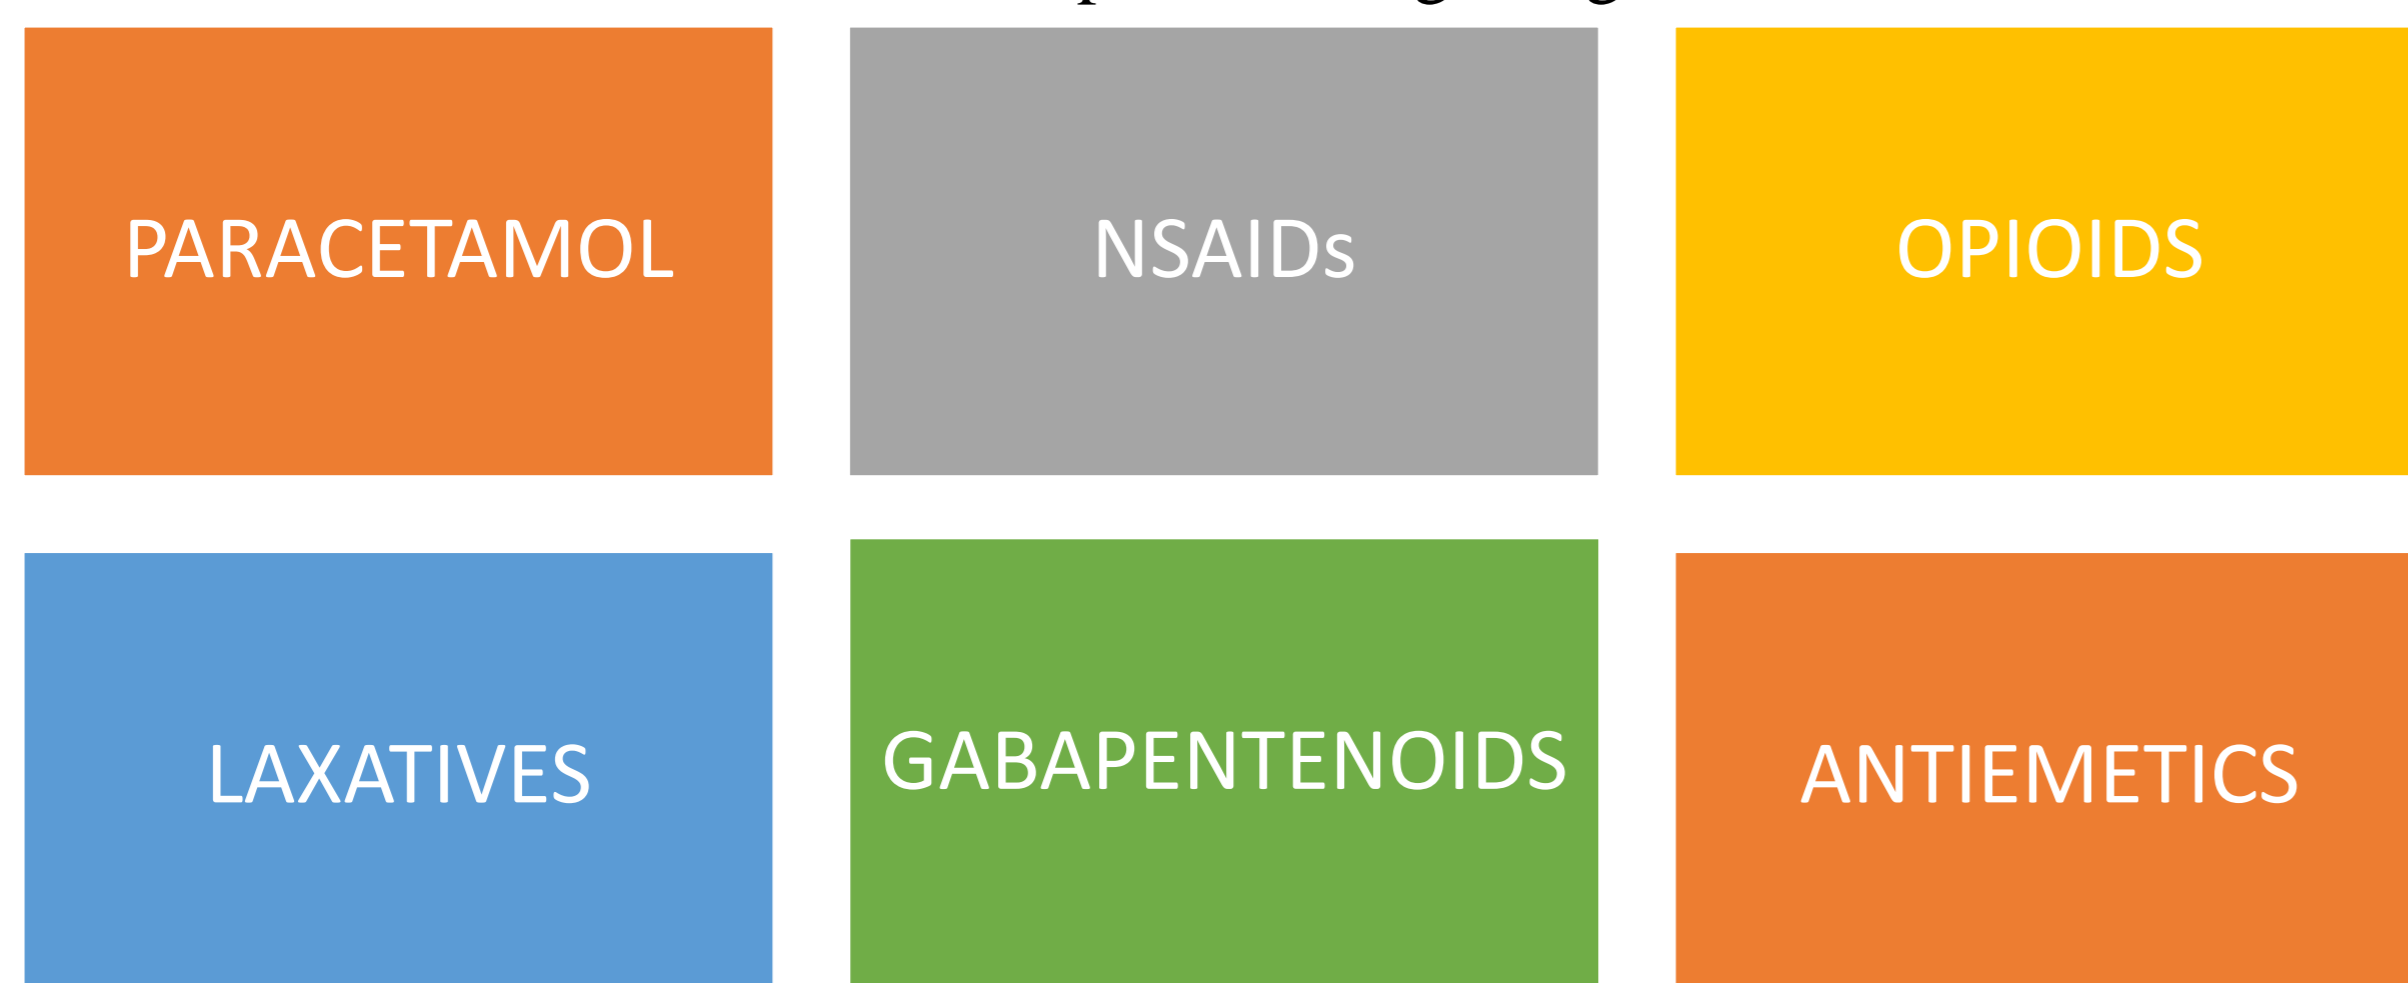 PARACETAMOL
NSAIDs
OPIOIDS
LAXATIVES
GABAPENTENOIDS
ANTIEMETICS